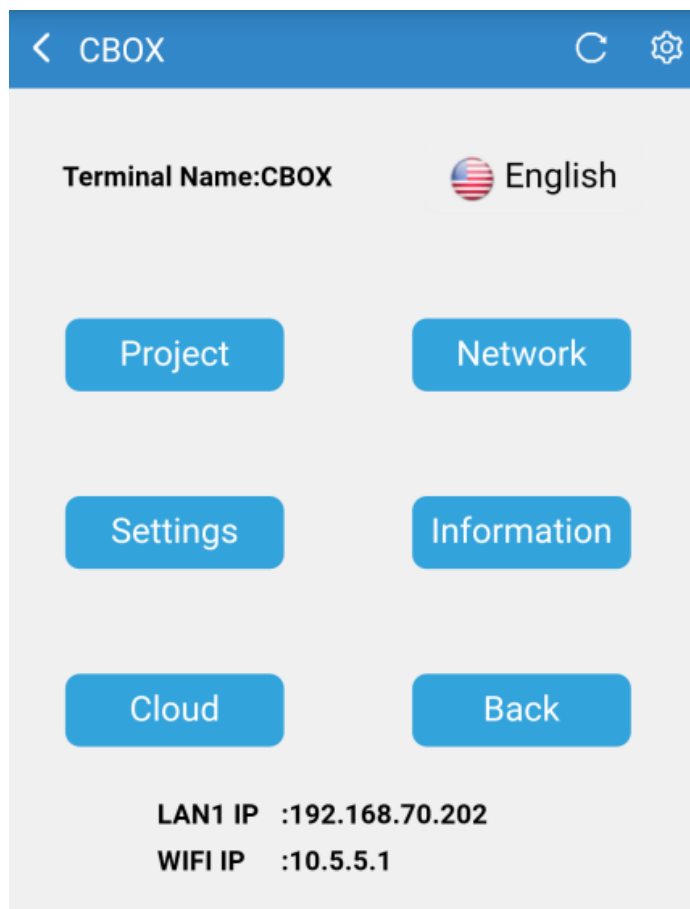 CBOX
Terminal Name:CBOX
English
Project
Network
Settings
Information
Cloud
Back
LAN1 IP :192.168.70.202
WIFI IP :10.5.5.1